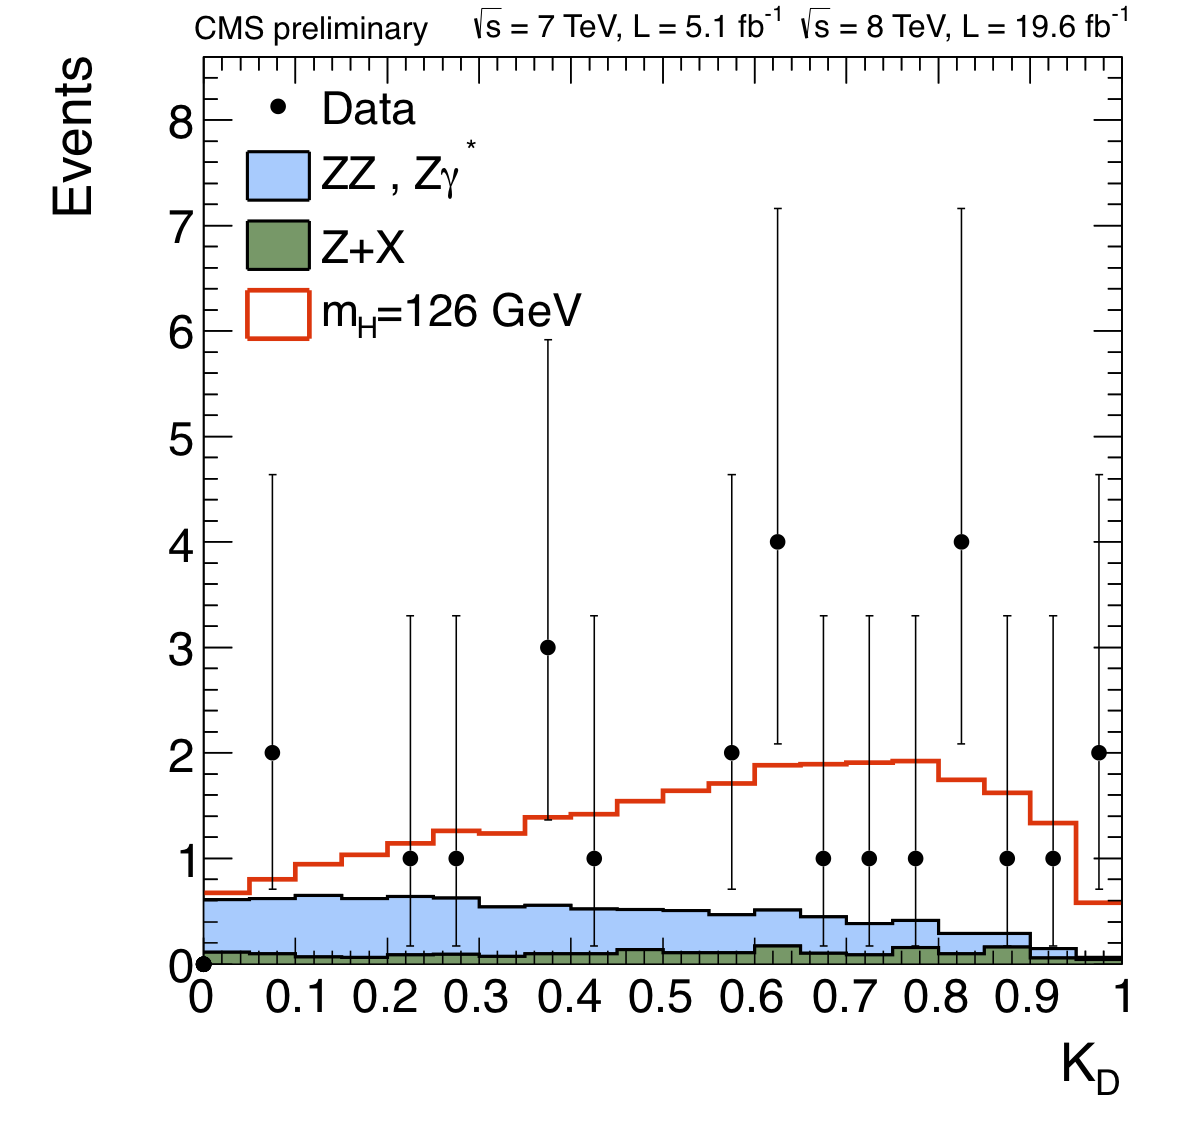 CMS preliminary √s = 7 TeV, L = 5.1 fb⁻¹ √s = 8 TeV, L = 19.6 fb⁻¹
Events
Data
ZZ , Zγ*
Z+X
m_H=126 GeV
8
7
6
5
4
3
2
1
0
0 0.1 0.2 0.3 0.4 0.5 0.6 0.7 0.8 0.9 1
K_D